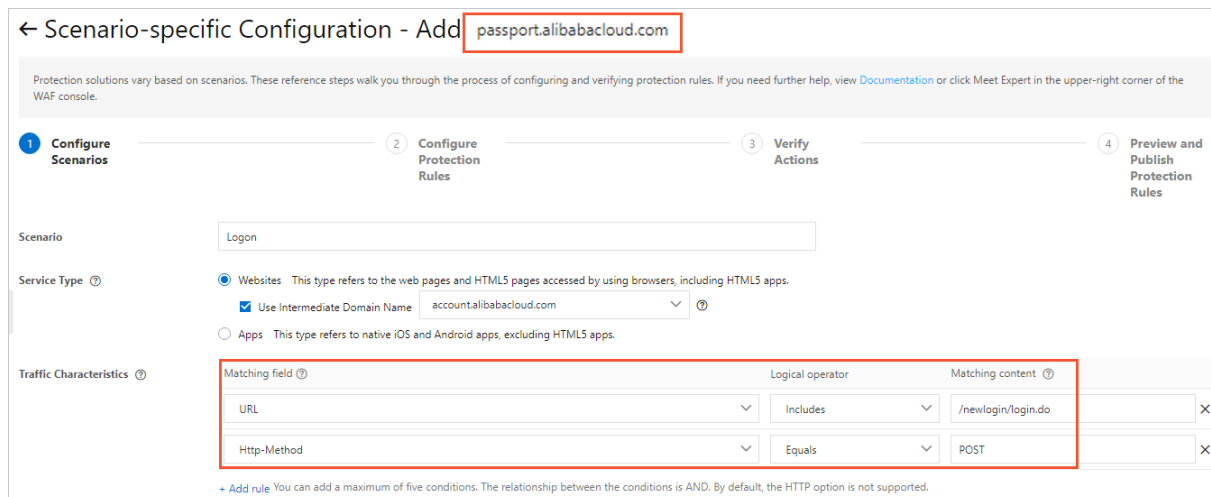 ← Scenario-specific Configuration - Add passport.alibabacloud.com
Protection solutions vary based on scenarios. These reference steps walk you through the process of configuring and verifying protection rules. If you need further help, view Documentation or click Meet Expert in the upper-right corner of the
WAF console.
1 Configure Scenarios
2 Configure Protection Rules
3 Verify Actions
4 Preview and Publish Protection Rules
Scenario Logon
Service Type Websites This type refers to the web pages and HTML5 pages accessed by using browsers, including HTML5 apps.
Use Intermediate Domain Name account.alibabacloud.com
Apps This type refers to native iOS and Android apps, excluding HTML5 apps.
Traffic Characteristics Matching field Logical operator Matching content
URL Includes /newlogin/login.do
Http-Method Equals POST
+ Add rule You can add a maximum of five conditions. The relationship between the conditions is AND. By default, the HTTP option is not supported.